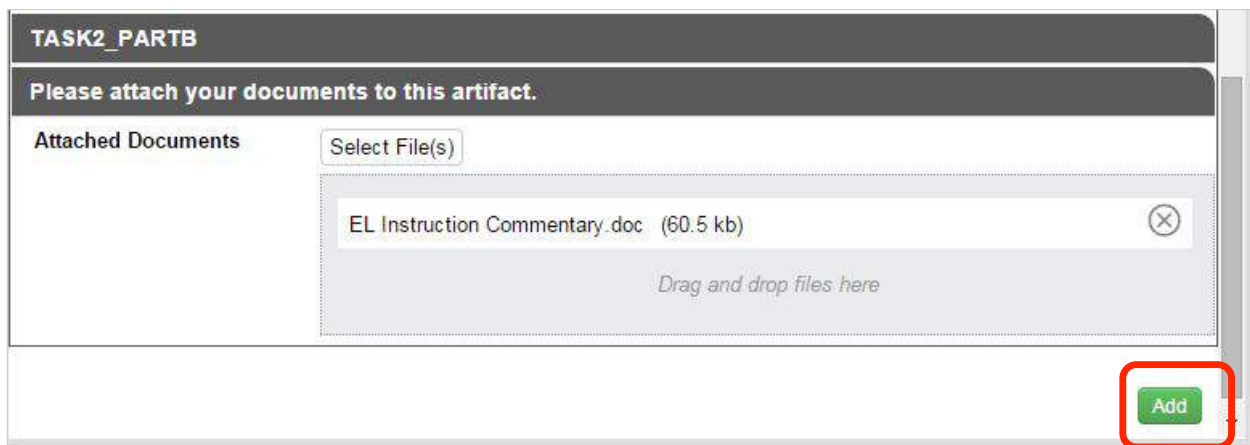 TASK2_PARTB
Please attach your documents to this artifact.
Attached Documents
Select File(s)
EL Instruction Commentary.doc (60.5 kb)
Drag and drop files here
Add